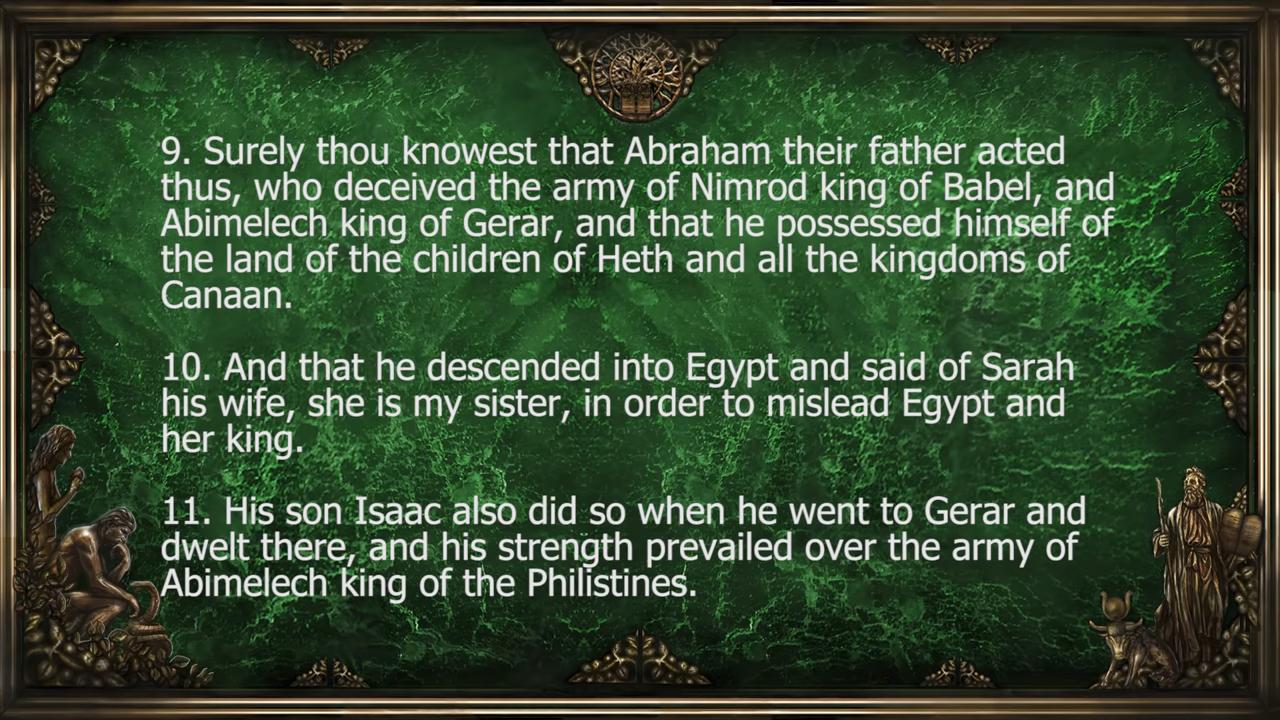 9. Surely thou knowest that Abraham their father acted
thus, who deceived the army of Nimrod king of Babel, and
Abimelech king of Gerar, and that he possessed himself of
the land of the children of Heth and all the kingdoms of
Canaan.
10. And that he descended into Egypt and said of Sarah
his wife, she is my sister, in order to mislead Egypt and
her king.
11. His son Isaac also did so when he went to Gerar and
dwelt there, and his strength prevailed over the army of
Abimelech king of the Philistines.